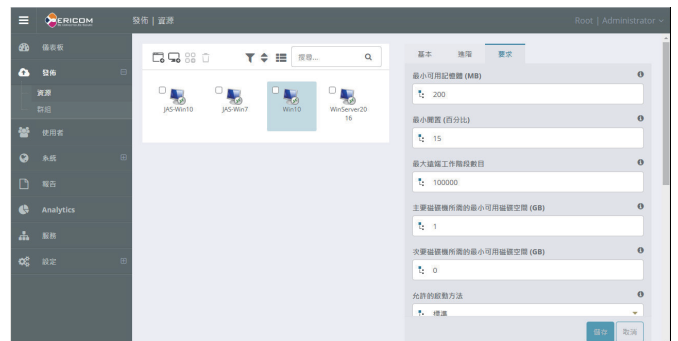 ERICOM
發佈 | 資源
Root | Administrator
儀表板
發佈
資源
群組
使用者
系統
報告
Analytics
服務
設定
搜尋...
JAS-Win10
JAS-Win7
Win10
WinServer20
16
基本
進階
要求
最小可用記憶體 (MB)
200
最小閒置 (百分比)
15
最大遠端工作階段數目
100000
主要磁碟機所需的最小可用磁碟空間 (GB)
1
次要磁碟機所需的最小可用磁碟空間 (GB)
0
允許的啟動方法
標準
儲存
取消